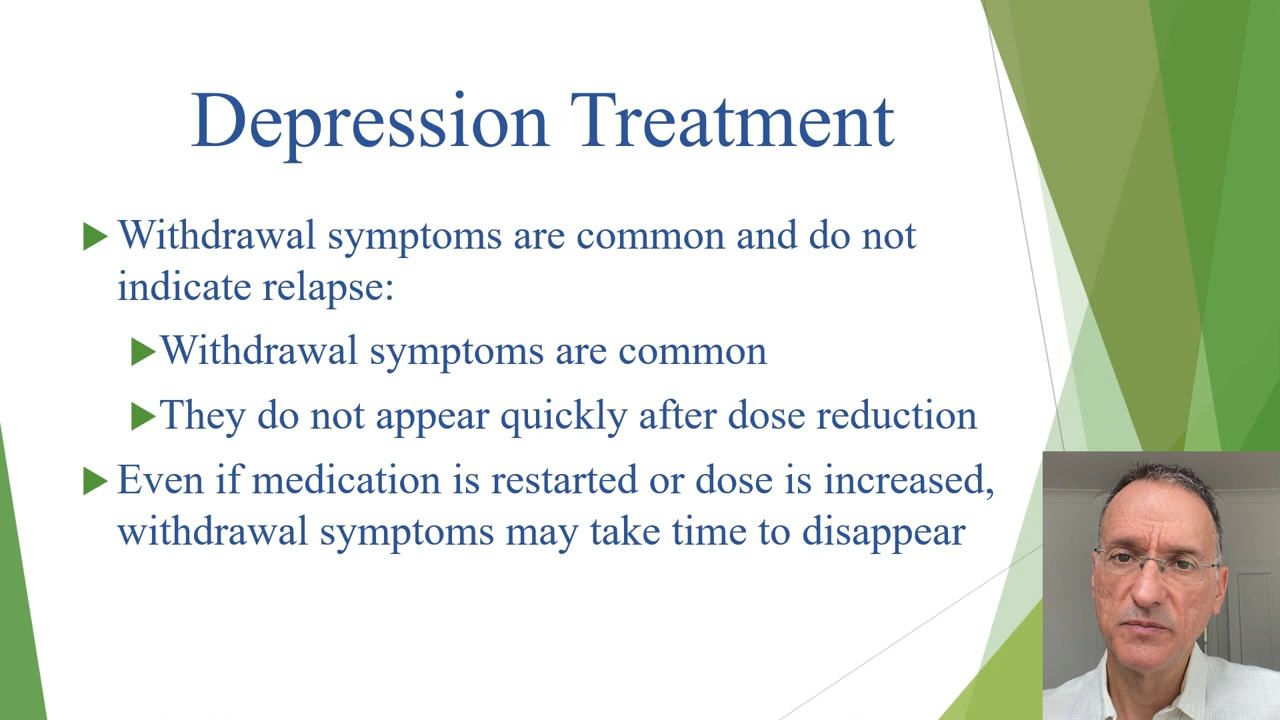 Depression Treatment
Withdrawal symptoms are common and do not
indicate relapse:
Withdrawal symptoms are common
They do not appear quickly after dose reduction
Even if medication is restarted or dose is increased,
withdrawal symptoms may take time to disappear